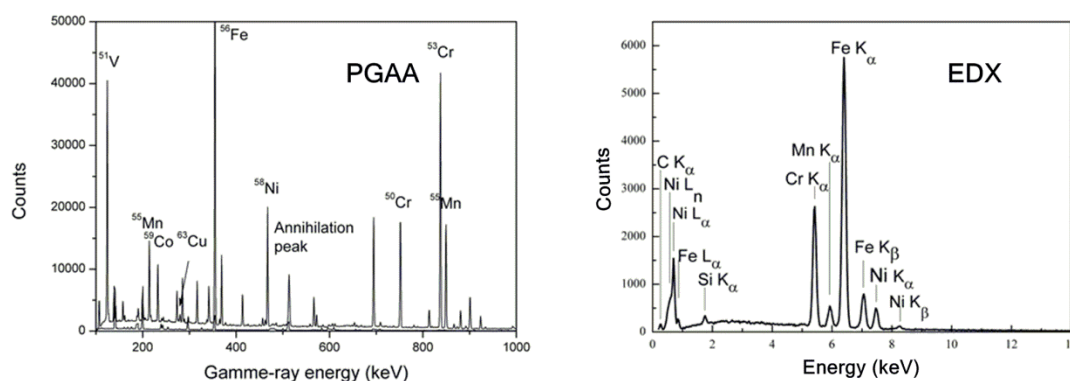 50000
40000
30000
20000
10000
0
Counts
200
400
600
800
1000
Gamme-ray energy (keV)
PGAA
⁵¹V
⁵⁶Fe
⁵³Cr
⁵⁵Mn
⁵⁹Co
⁶³Cu
⁵⁸Ni
Annihilation
peak
⁵⁰Cr
⁵⁵Mn
6000
5000
4000
3000
2000
1000
0
Counts
0
2
4
6
8
10
12
Energy (keV)
EDX
Fe Kα
Mn Kα
Cr Kα
C Kα
Ni Ln
Ni Lα
Fe Lα
Si Kα
Fe Kβ
Ni Kα
Ni Kβ